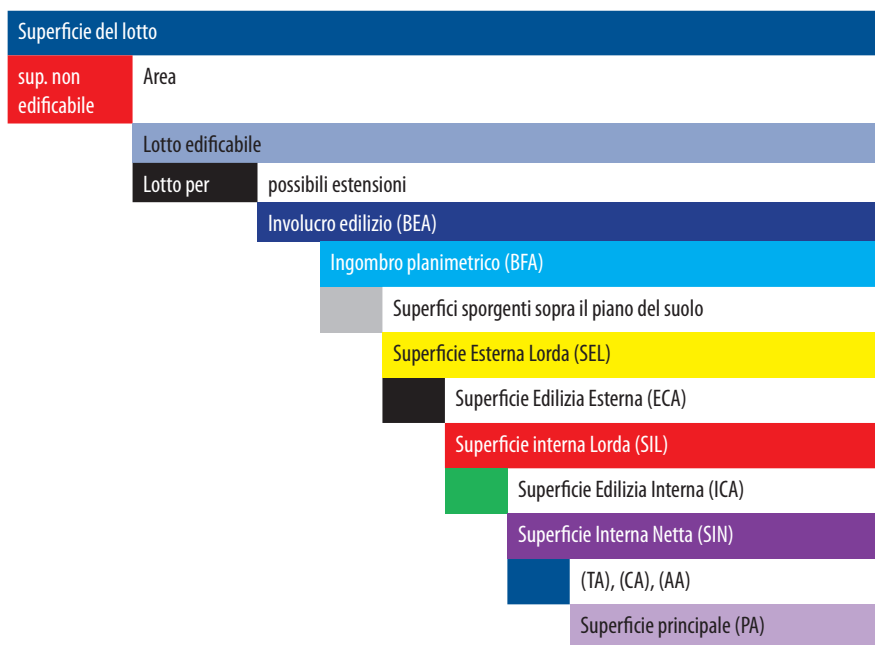 Superficie del lotto
sup. non
edificabile
Area
Lotto edificabile
Lotto per
possibili estensioni
Involucro edilizio (BEA)
Ingombro planimetrico (BFA)
Superfici sporgenti sopra il piano del suolo
Superficie Esterna Lorda (SEL)
Superficie Edilizia Esterna (ECA)
Superficie interna Lorda (SIL)
Superficie Edilizia Interna (ICA)
Superficie Interna Netta (SIN)
(TA), (CA), (AA)
Superficie principale (PA)